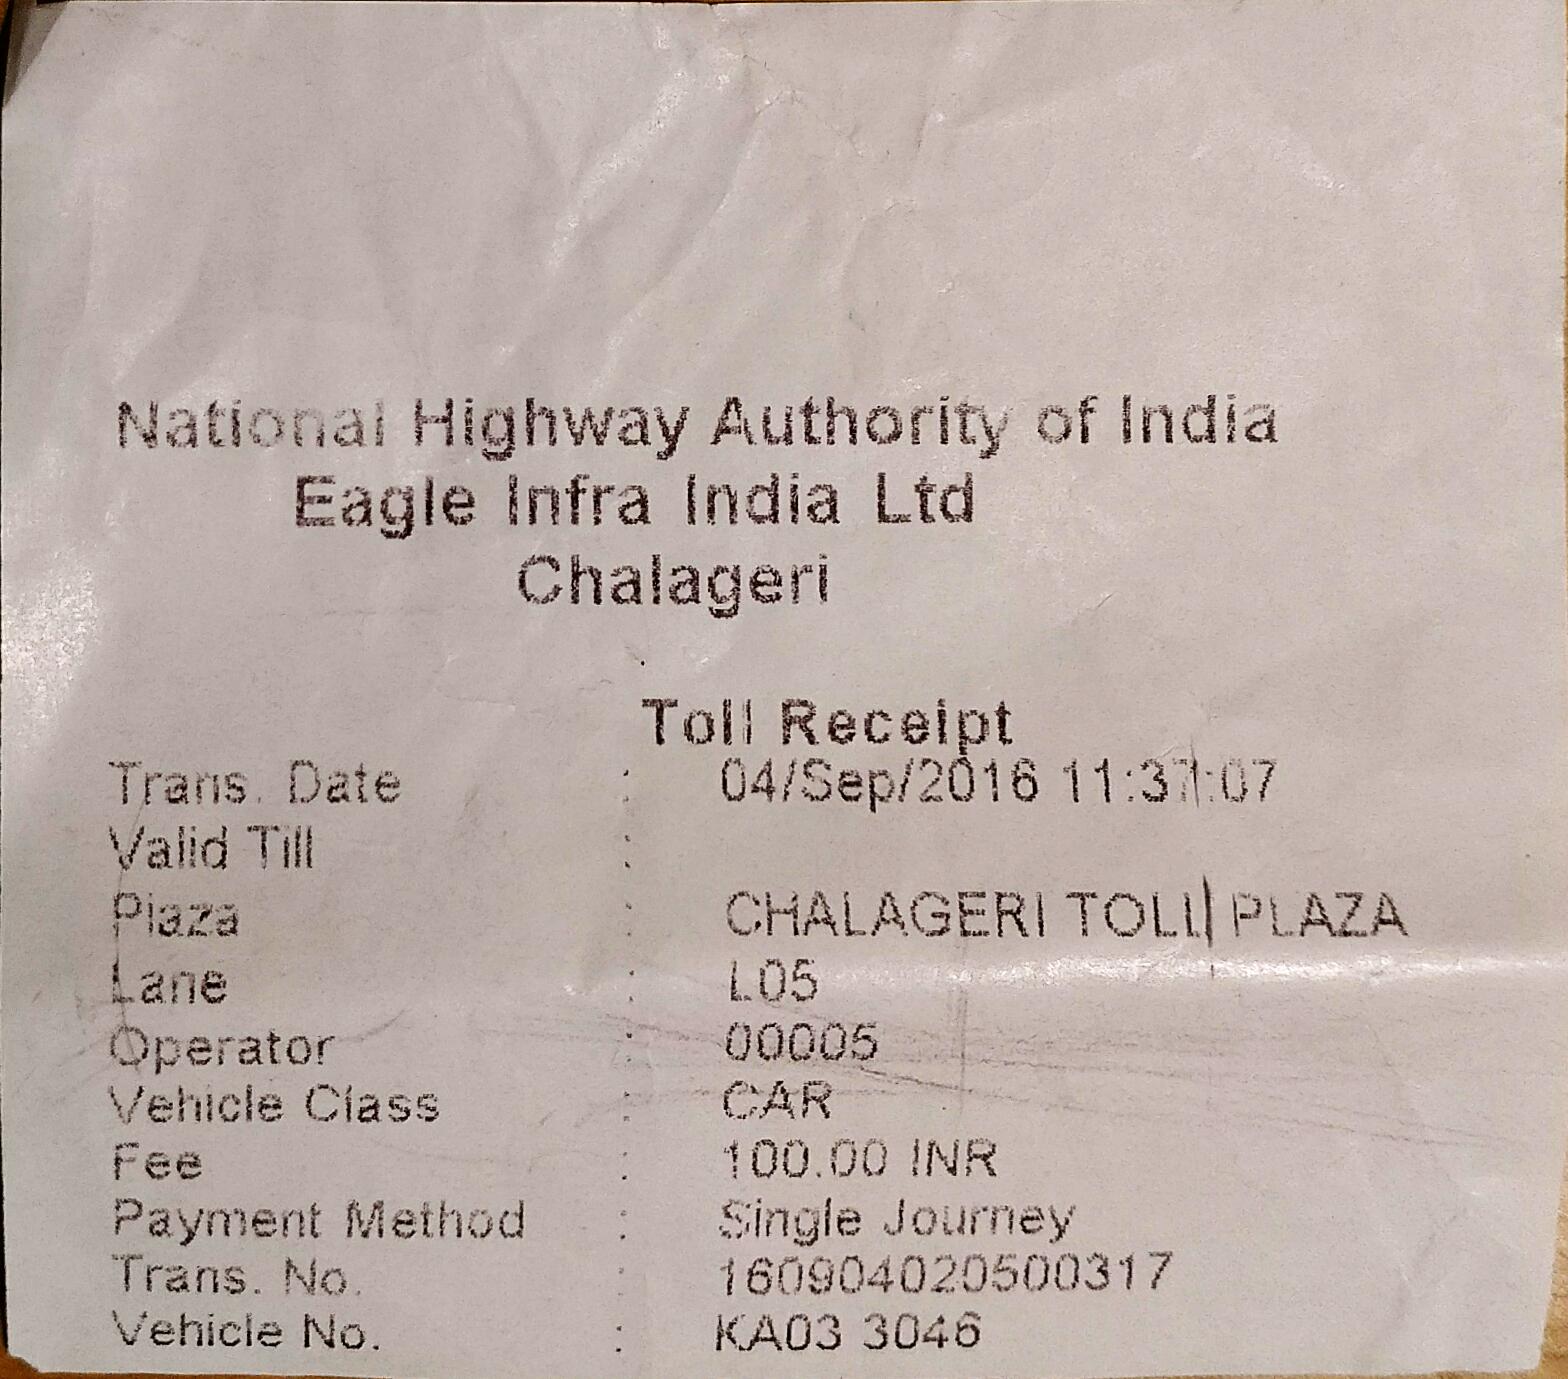 National Highway Authority of India
Eagle Infra India Ltd
Chalageri
Toll Receipt
Trans. Date : 04/Sep/2016 11:37:07
Valid Till :
Plaza : CHALAGERI TOLL PLAZA
Lane : L05
Operator : 00005
Vehicle Class : CAR
Fee : 100.00 INR
Payment Method : Single Journey
Trans. No. : 160904020500317
Vehicle No. : KA03 3046